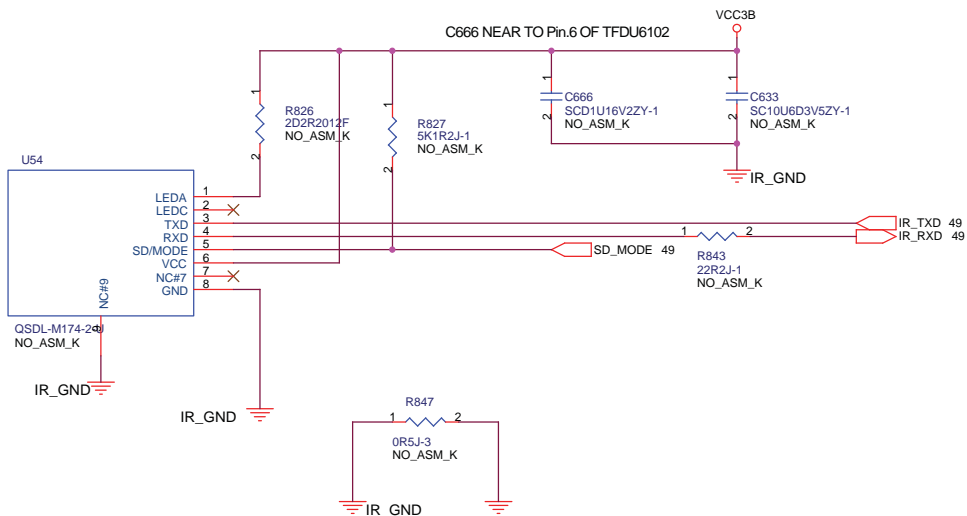 VCC3B
C666 NEAR TO Pin.6 OF TFDU6102
1
R826
2D2R2012F
NO_ASM_K
2
1
R827
5K1R2J-1
NO_ASM_K
2
1
C666
SCD1U16V2ZY-1
2
NO_ASM_K
1
C633
SC10U6D3V5ZY-1
2
NO_ASM_K
IR_GND
U54
LEDA 1
LEDC 2
TXD 3
RXD 4
SD/MODE 5
VCC 6
NC#7 7
GND 8
NC#9
9
QSDL-M174-2-U
NO_ASM_K
IR_GND
IR_GND
IR_TXD 49
IR_RXD 49
SD_MODE 49
1 2
R843
22R2J-1
NO_ASM_K
R847
1 2
0R5J-3
NO_ASM_K
IR_GND